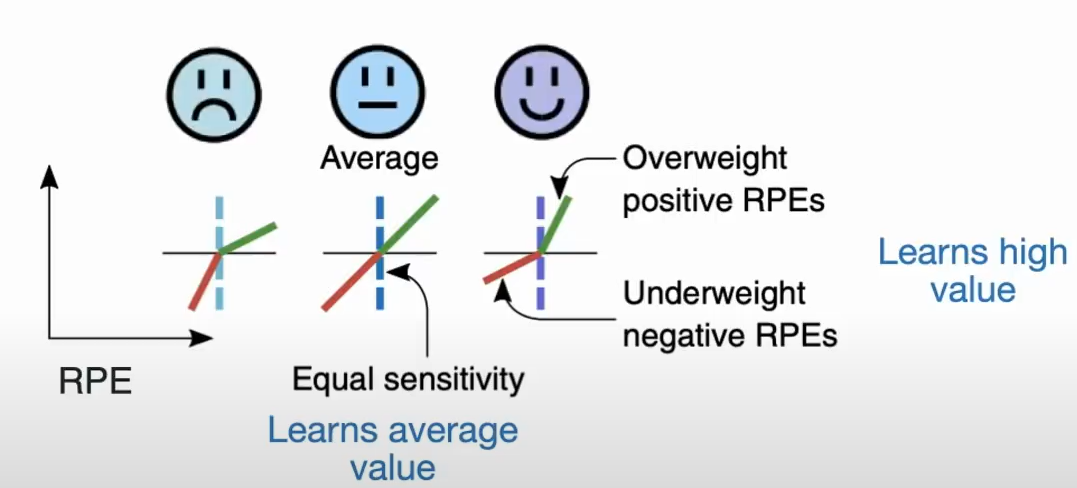 Average
Overweight
positive RPEs
Underweight
negative RPEs
Learns high
value
RPE
Equal sensitivity
Learns average
value